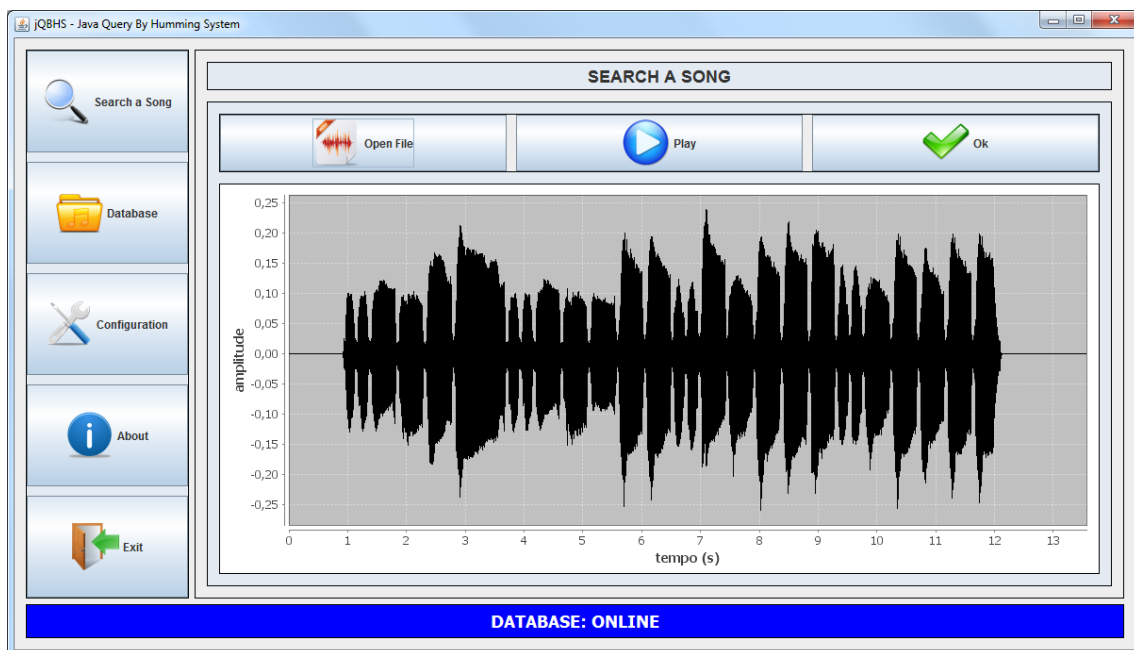 jQBHS - Java Query By Humming System
Search a Song
Database
Configuration
About
Exit
SEARCH A SONG
Open File
Play
Ok
0,25
0,20
0,15
0,10
0,05
0,00
-0,05
-0,10
-0,15
-0,20
-0,25
amplitude
0 1 2 3 4 5 6 7 8 9 10 11 12 13
tempo (s)
DATABASE: ONLINE